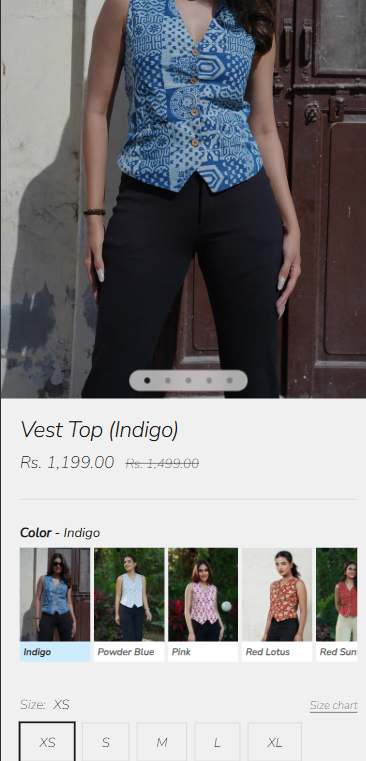 Vest Top (Indigo)
Rs. 1,199.00 Rs. 1,499.00
Color - Indigo
Indigo Powder Blue Pink Red Lotus Red Sun
Size: XS Size chart
XS S M L XL